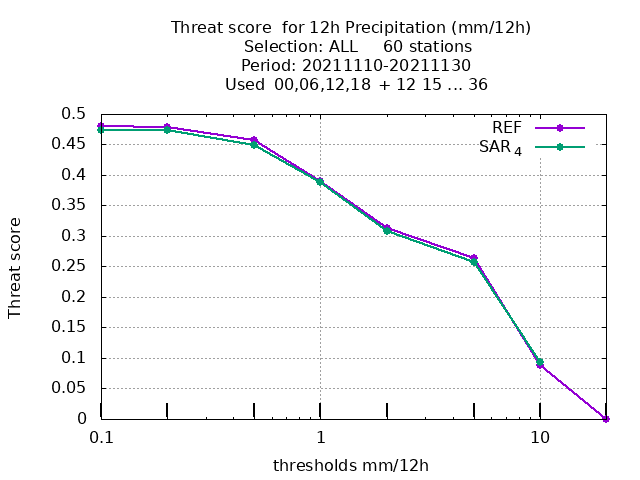 Threat score for 12h Precipitation (mm/12h)
Selection: ALL 60 stations
Period: 20211110-20211130
Used 00,06,12,18 + 12 15 ... 36
REF
SAR 4
0.5
0.45
0.4
0.35
0.3
0.25
0.2
0.15
0.1
0.05
0
Threat score
0.1 1 10
thresholds mm/12h